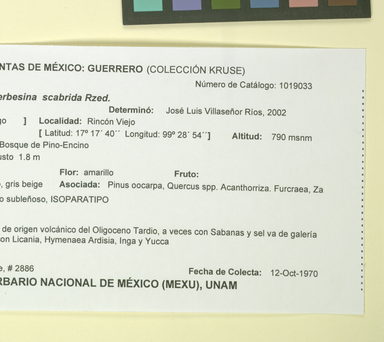 NTAS DE MÉXICO: GUERRERO (COLECCIÓN KRUSE)
Número de Catálogo: 1019033
erbesina scabrida Rzed.
Determinó: José Luis Villaseñor Ríos, 2002
go ] Localidad: Rincón Viejo
[ Latitud: 17º 17´ 40´´ Longitud: 99º 28´ 54´´] Altitud: 790 msnm
Bosque de Pino-Encino
usto 1.8 m
Flor: amarillo Fruto:
, gris beige Asociada: Pinus oocarpa, Quercus spp. Acanthorriza. Furcraea, Za
o subleñoso, ISOPARATIPO
de origen volcánico del Oligoceno Tardio, a veces con Sabanas y sel va de galería
on Licania, Hymenaea Ardisia, Inga y Yucca
e, # 2886
Fecha de Colecta: 12-Oct-1970
RBARIO NACIONAL DE MÉXICO (MEXU), UNAM